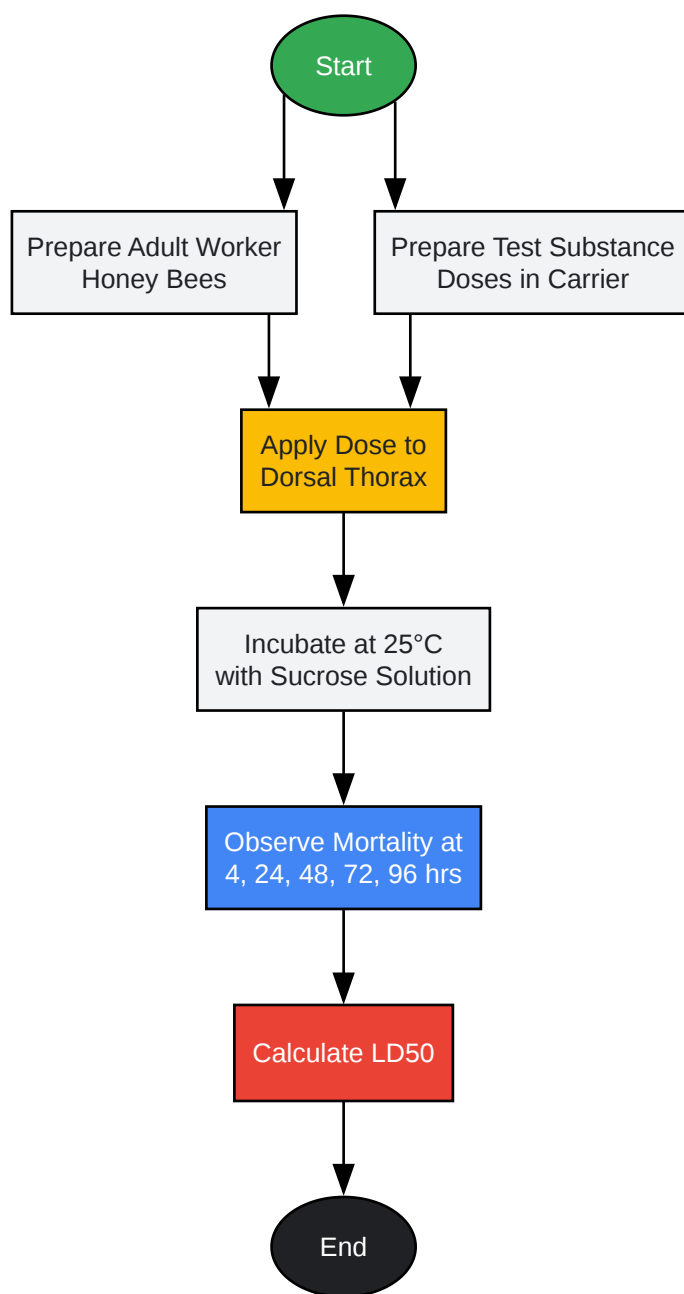 Start
Prepare Adult Worker
Honey Bees
Prepare Test Substance
Doses in Carrier
Apply Dose to
Dorsal Thorax
Incubate at 25°C
with Sucrose Solution
Observe Mortality at
4, 24, 48, 72, 96 hrs
Calculate LD50
End